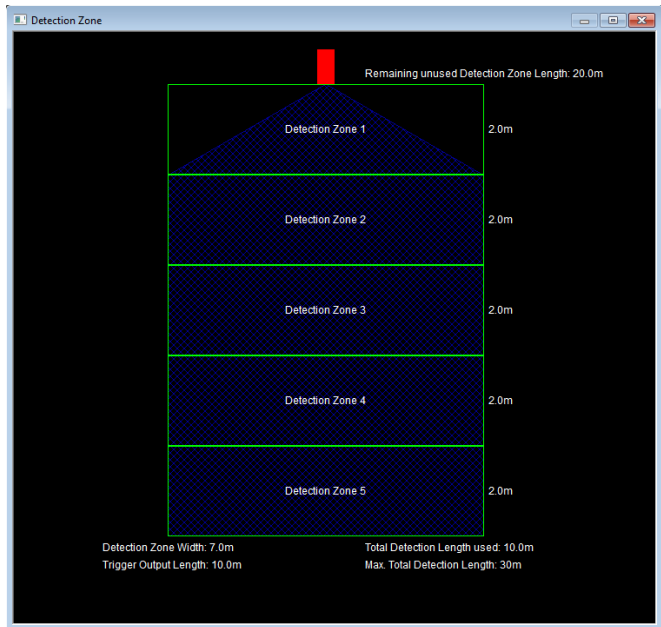 Detection Zone
Remaining unused Detection Zone Length: 20.0m
Detection Zone 1
2.0m
Detection Zone 2
2.0m
Detection Zone 3
2.0m
Detection Zone 4
2.0m
Detection Zone 5
2.0m
Detection Zone Width: 7.0m
Total Detection Length used: 10.0m
Trigger Output Length: 10.0m
Max. Total Detection Length: 30m